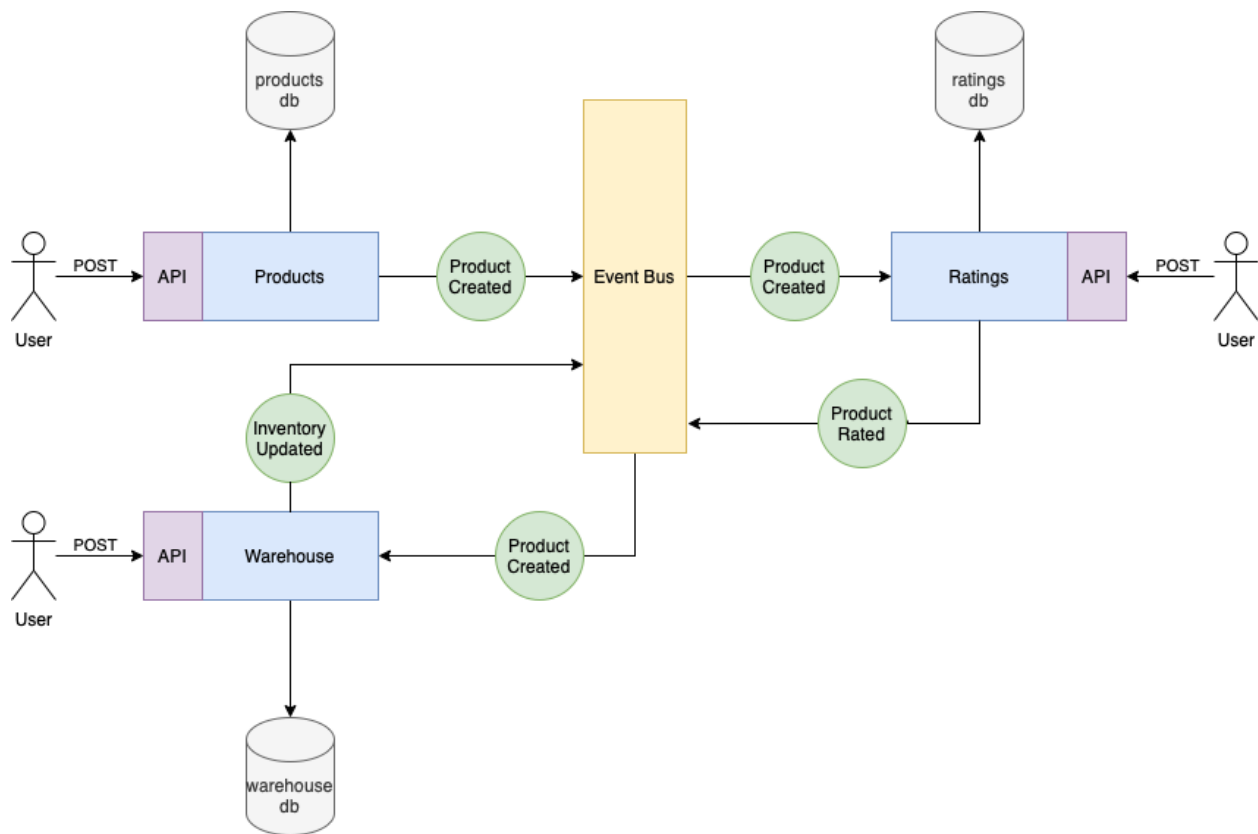 products
db
ratings
db
POST
API
Products
Product
Created
Event Bus
Product
Created
Ratings
API
POST
User
User
Inventory
Updated
Product
Rated
POST
API
Warehouse
Product
Created
User
warehouse
db